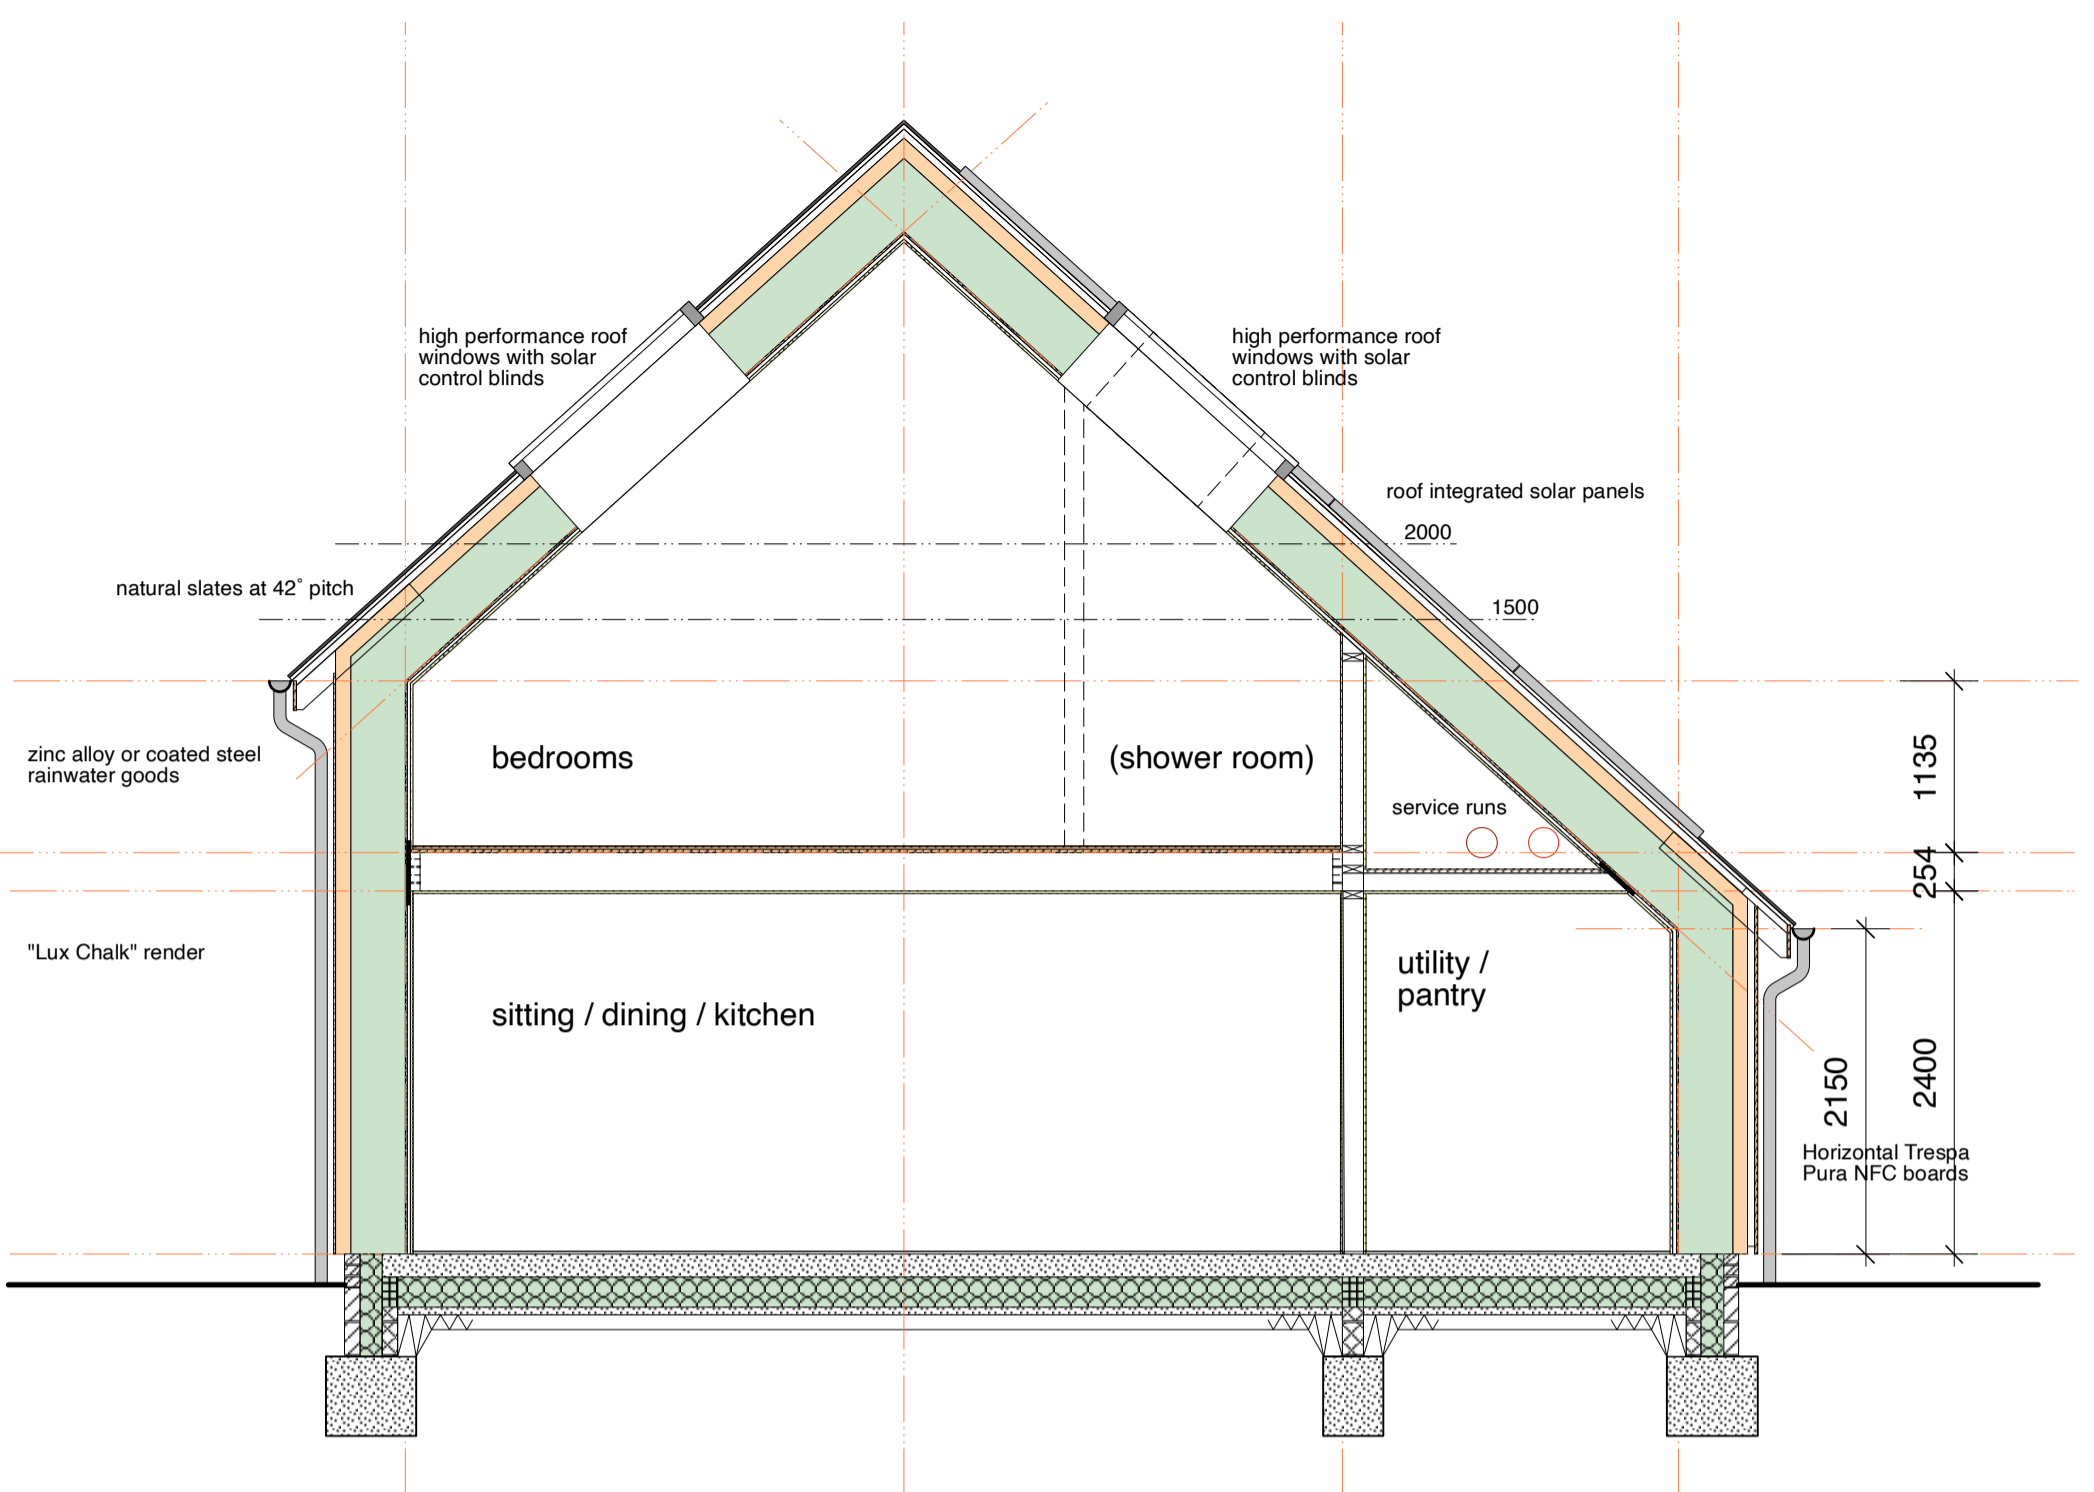 high performance roof
windows with solar
control blinds
high performance roof
windows with solar
control blinds
roof integrated solar panels
2000
natural slates at 42˚ pitch
1500
zinc alloy or coated steel
rainwater goods
bedrooms
(shower room)
1135
service runs
254
"Lux Chalk" render
sitting / dining / kitchen
utility /
pantry
2150
2400
Horizontal Trespa
Pura NFC boards